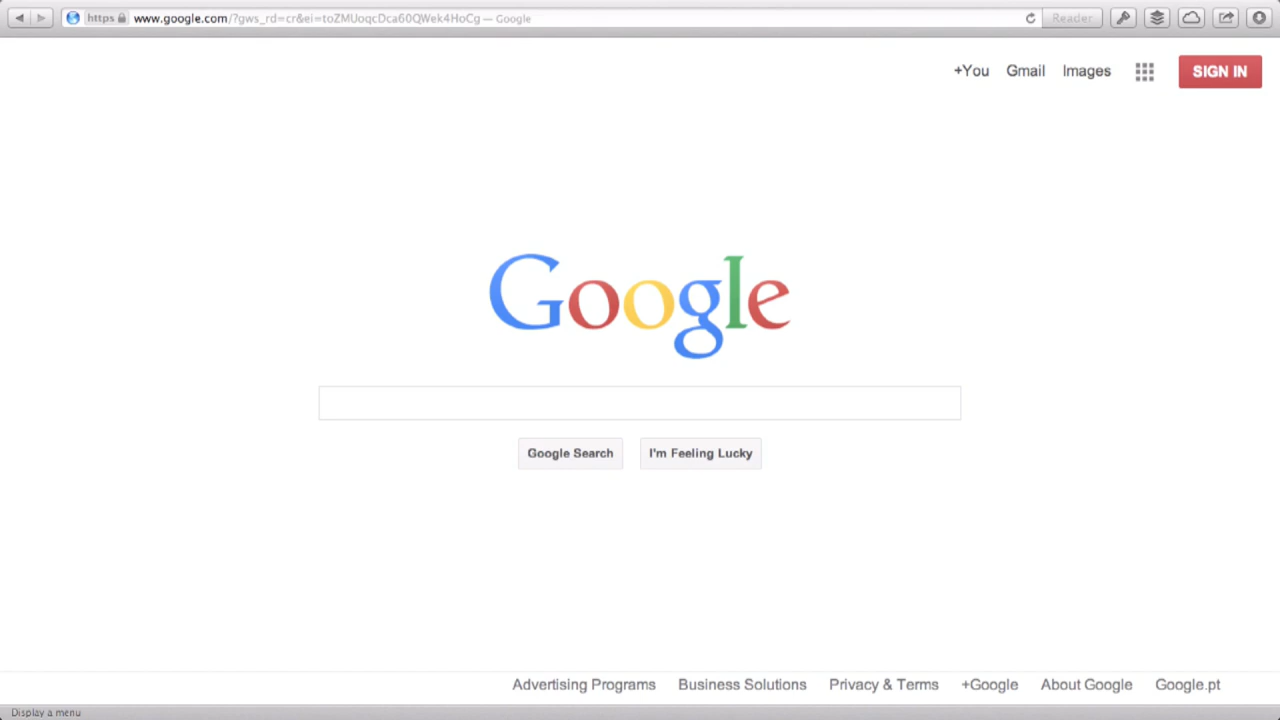 https www.google.com/?gws_rd=cr&ei=toZMUoqcDca60QWek4HoCg — Google Reader
+You Gmail Images SIGN IN
Google
Google Search I'm Feeling Lucky
Advertising Programs Business Solutions Privacy & Terms +Google About Google Google.pt
Display a menu